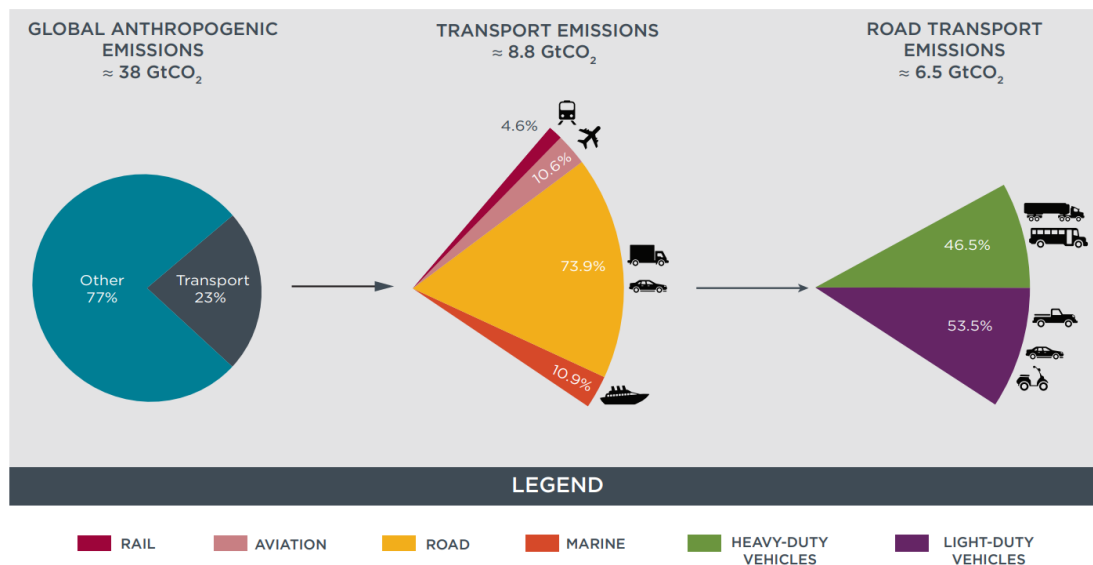 GLOBAL ANTHROPOGENIC
EMISSIONS
≈ 38 GtCO₂
TRANSPORT EMISSIONS
≈ 8.8 GtCO₂
ROAD TRANSPORT
EMISSIONS
≈ 6.5 GtCO₂
Other
77%
Transport
23%
4.6%
10.6%
73.9%
10.9%
46.5%
53.5%
LEGEND
RAIL
AVIATION
ROAD
MARINE
HEAVY-DUTY
VEHICLES
LIGHT-DUTY
VEHICLES